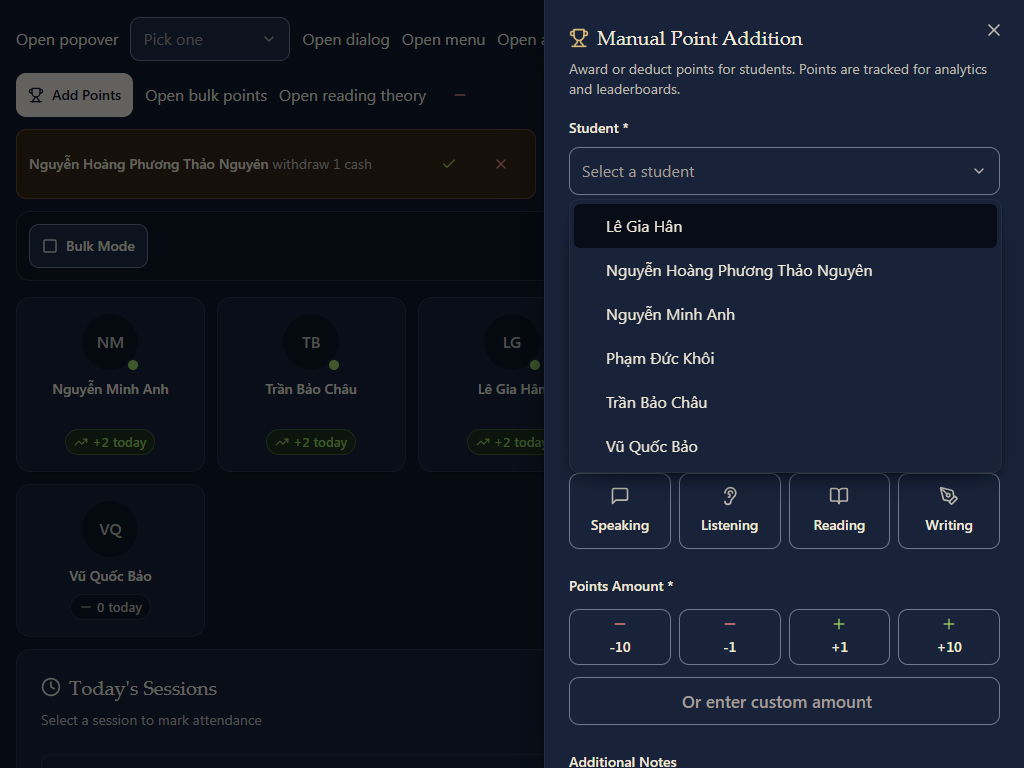 Open popover
Pick one
Open dialog
Open menu
Open a
Add Points
Open bulk points
Open reading theory
Nguyễn Hoàng Phương Thảo Nguyên withdraw 1 cash
Bulk Mode
NM
Nguyễn Minh Anh
+2 today
TB
Trần Bảo Châu
+2 today
LG
Lê Gia Hân
+2 today
VQ
Vũ Quốc Bảo
0 today
Today's Sessions
Select a session to mark attendance
Manual Point Addition
Award or deduct points for students. Points are tracked for analytics
and leaderboards.
Student *
Select a student
Lê Gia Hân
Nguyễn Hoàng Phương Thảo Nguyên
Nguyễn Minh Anh
Phạm Đức Khôi
Trần Bảo Châu
Vũ Quốc Bảo
Speaking
Listening
Reading
Writing
Points Amount *
-10
-1
+1
+10
Or enter custom amount
Additional Notes